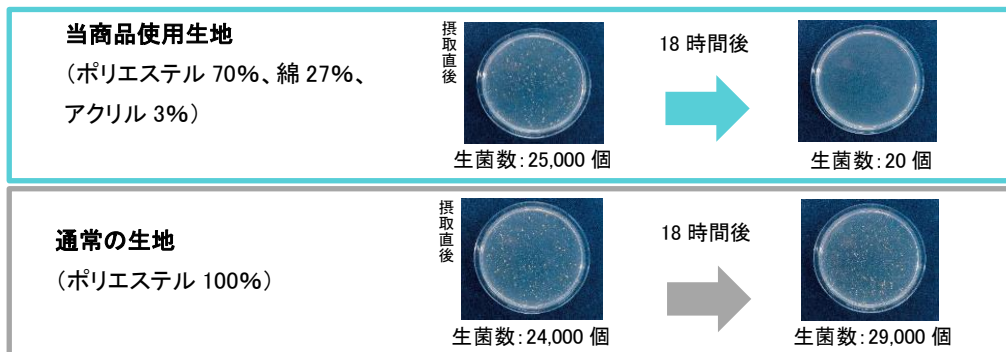 当商品使用生地
（ポリエステル 70%、綿 27%、
アクリル 3%）
摂取直後
18 時間後
生菌数：25,000 個
生菌数：20 個
通常の生地
（ポリエステル 100%）
摂取直後
18 時間後
生菌数：24,000 個
生菌数：29,000 個